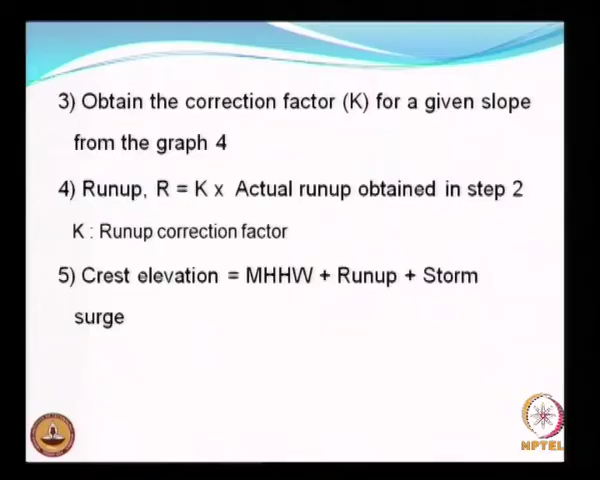 3) Obtain the correction factor (K) for a given slope
from the graph 4
4) Runup, R = K x Actual runup obtained in step 2
K : Runup correction factor
5) Crest elevation = MHHW + Runup + Storm
surge
NPTEL